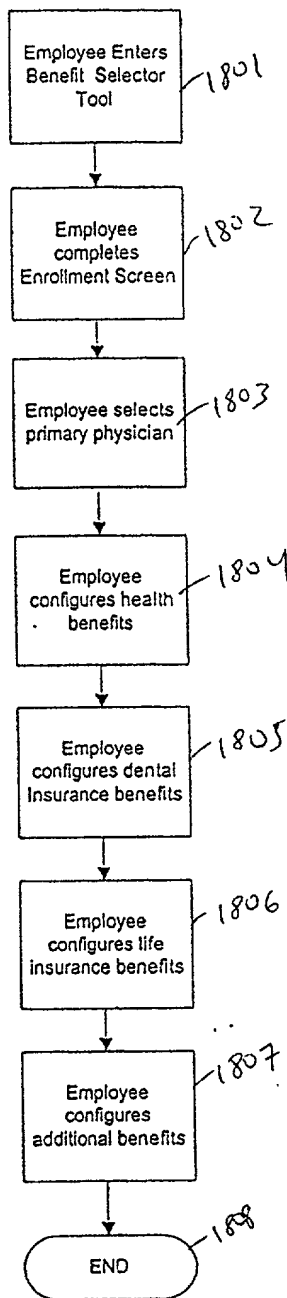 Employee Enters
Benefit Selector
Tool
1801
Employee
completes
Enrollment Screen
1802
Employee selects
primary physician
1803
Employee
configures health
benefits
1804
Employee
configures dental
Insurance benefits
1805
Employee
configures life
insurance benefits
1806
Employee
configures
additional benefits
1807
END
1808